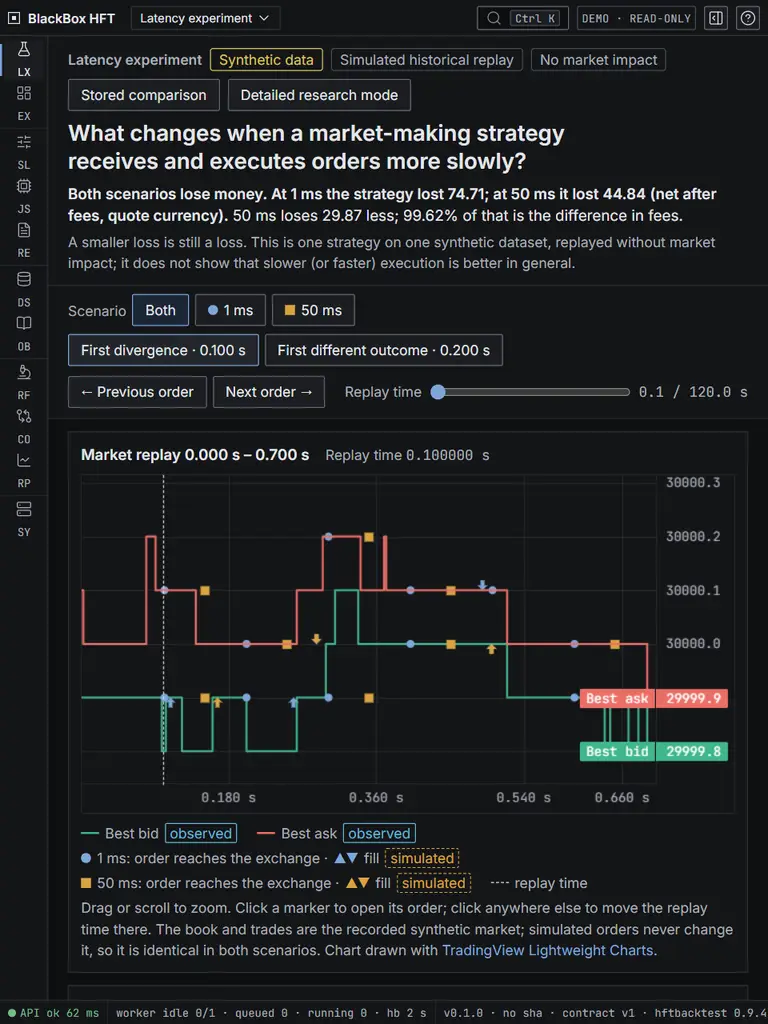 BlackBox HFT
Latency experiment
Ctrl K
DEMO · READ-ONLY
LX
EX
SL
JS
RE
DS
OB
RF
CO
RP
SY
Latency experiment
Synthetic data
Simulated historical replay
No market impact
Stored comparison
Detailed research mode
What changes when a market-making strategy
receives and executes orders more slowly?
Both scenarios lose money. At 1 ms the strategy lost 74.71; at 50 ms it lost 44.84 (net after
fees, quote currency). 50 ms loses 29.87 less; 99.62% of that is the difference in fees.
A smaller loss is still a loss. This is one strategy on one synthetic dataset, replayed without market
impact; it does not show that slower (or faster) execution is better in general.
Scenario
Both
1 ms
50 ms
First divergence · 0.100 s
First different outcome · 0.200 s
← Previous order
Next order →
Replay time
0.1 / 120.0 s
Market replay 0.000 s – 0.700 s
Replay time 0.100000 s
30000.3
30000.2
30000.1
30000.0
Best ask 29999.9
Best bid 29999.8
0.180 s
0.360 s
0.540 s
0.660 s
Best bid observed
Best ask observed
1 ms: order reaches the exchange · ▲▼ fill simulated
50 ms: order reaches the exchange · ▲▼ fill simulated
replay time
Drag or scroll to zoom. Click a marker to open its order; click anywhere else to move the replay
time there. The book and trades are the recorded synthetic market; simulated orders never change
it, so it is identical in both scenarios. Chart drawn with TradingView Lightweight Charts.
API ok 62 ms
worker idle 0/1 · queued 0 · running 0 · hb 2 s
v0.1.0 · no sha · contract v1 · hftbacktest 0.9.4